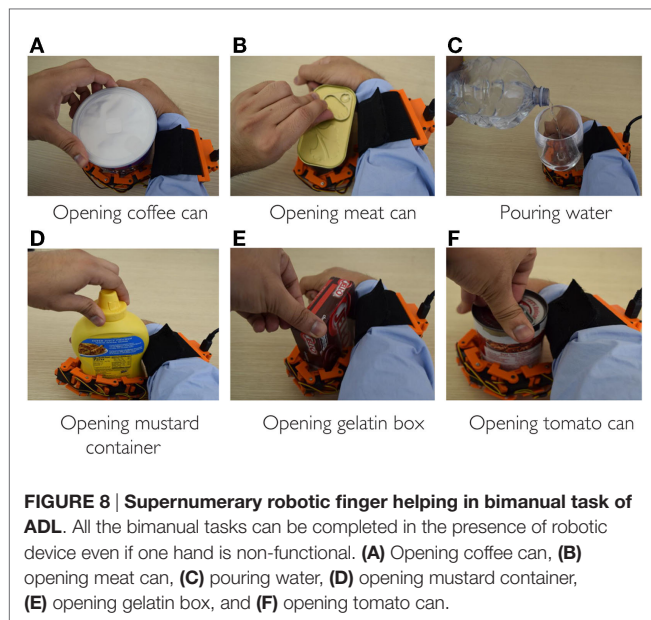 A
B
C
Opening coffee can
Opening meat can
Pouring water
D
E
F
JELL-O
Opening mustard
container
Opening gelatin box
Opening tomato can
FIGURE 8 | Supernumerary robotic finger helping in bimanual task of
ADL. All the bimanual tasks can be completed in the presence of robotic
device even if one hand is non-functional. (A) Opening coffee can, (B)
opening meat can, (C) pouring water, (D) opening mustard container,
(E) opening gelatin box, and (F) opening tomato can.